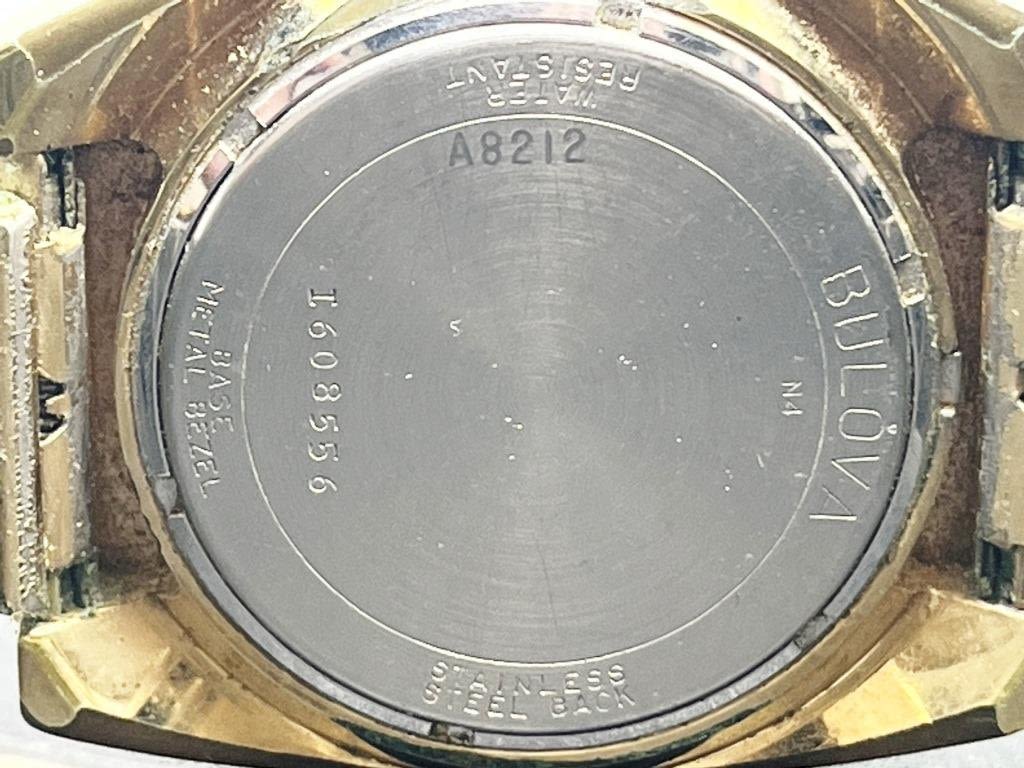 WATER
RESISTANT
A8212
BULOVA
N4
I608556
BASE
METAL BEZEL
STAINLESS
STEEL BACK